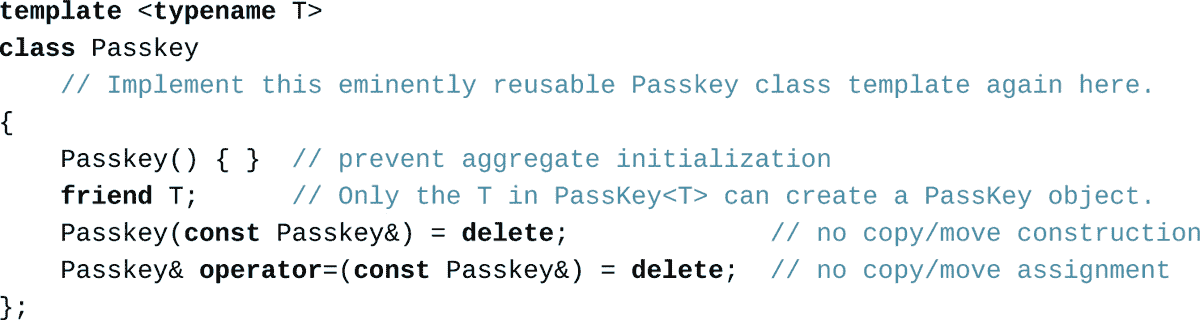 template <typename T>
class Passkey
    // Implement this eminently reusable Passkey class template again here.
{
    Passkey() { }  // prevent aggregate initialization
    friend T;      // Only the T in PassKey<T> can create a PassKey object.
    Passkey(const Passkey&) = delete;             // no copy/move construction
    Passkey& operator=(const Passkey&) = delete;  // no copy/move assignment
};